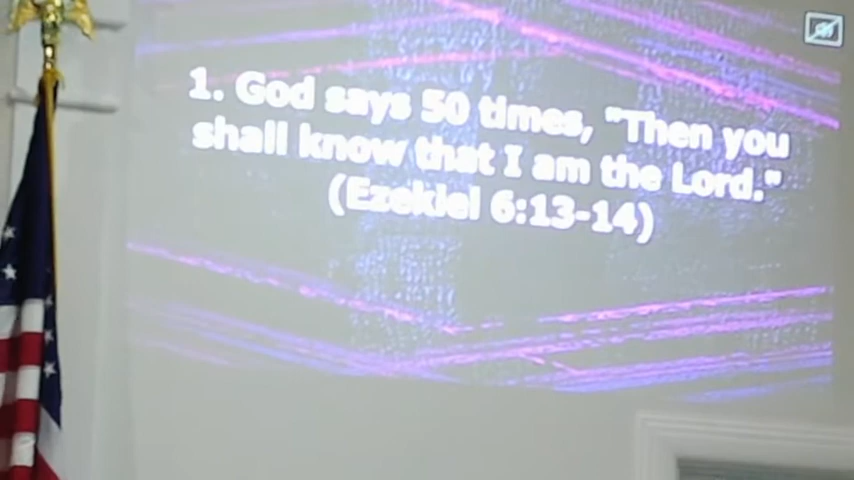 1. God says 50 times, "Then you
shall know that I am the Lord."
(Ezekiel 6:13-14)